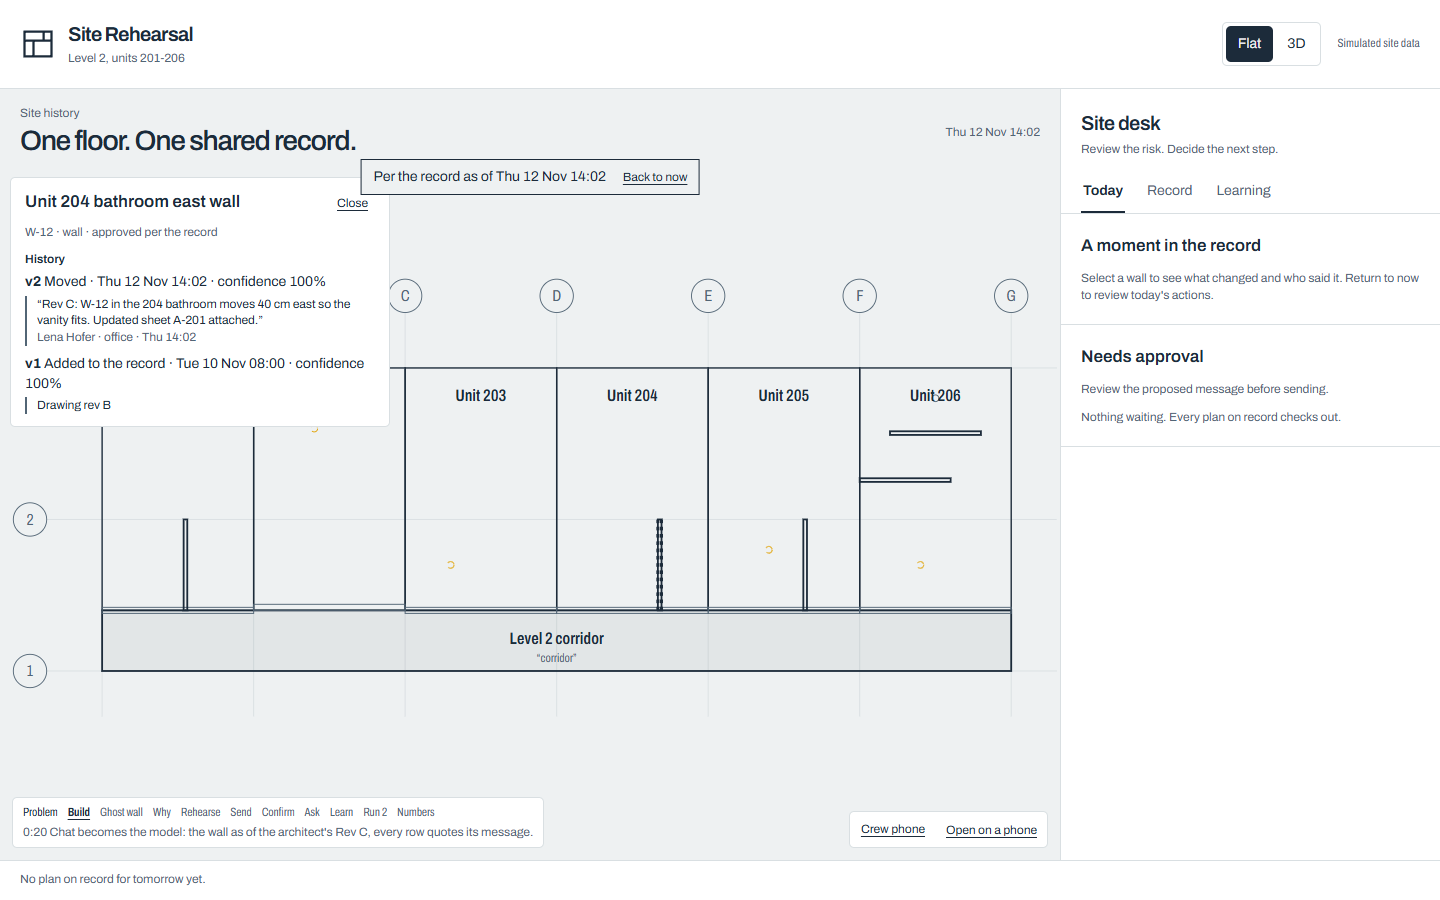 Site Rehearsal
Level 2, units 201-206
Flat
3D
Simulated site data
Site history
One floor. One shared record.
Thu 12 Nov 14:02
Per the record as of Thu 12 Nov 14:02
Back to now
Unit 204 bathroom east wall
Close
W-12 · wall · approved per the record
History
v2 Moved · Thu 12 Nov 14:02 · confidence 100%
“Rev C: W-12 in the 204 bathroom moves 40 cm east so the
vanity fits. Updated sheet A-201 attached.”
Lena Hofer · office · Thu 14:02
v1 Added to the record · Tue 10 Nov 08:00 · confidence
100%
Drawing rev B
C
D
E
F
G
Unit 203
Unit 204
Unit 205
Unit 206
2
1
Level 2 corridor
“corridor”
Problem
Build
Ghost wall
Why
Rehearse
Send
Confirm
Ask
Learn
Run 2
Numbers
0:20 Chat becomes the model: the wall as of the architect's Rev C, every row quotes its message.
Crew phone
Open on a phone
No plan on record for tomorrow yet.
Site desk
Review the risk. Decide the next step.
Today
Record
Learning
A moment in the record
Select a wall to see what changed and who said it. Return to now
to review today's actions.
Needs approval
Review the proposed message before sending.
Nothing waiting. Every plan on record checks out.